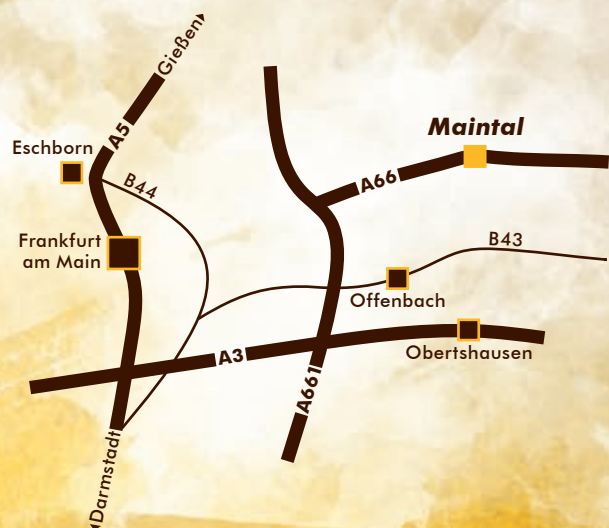 Gießen
Maintal
A5
Eschborn
A66
B44
Frankfurt
am Main
B43
Offenbach
Obertshausen
A3
A661
Darmstadt